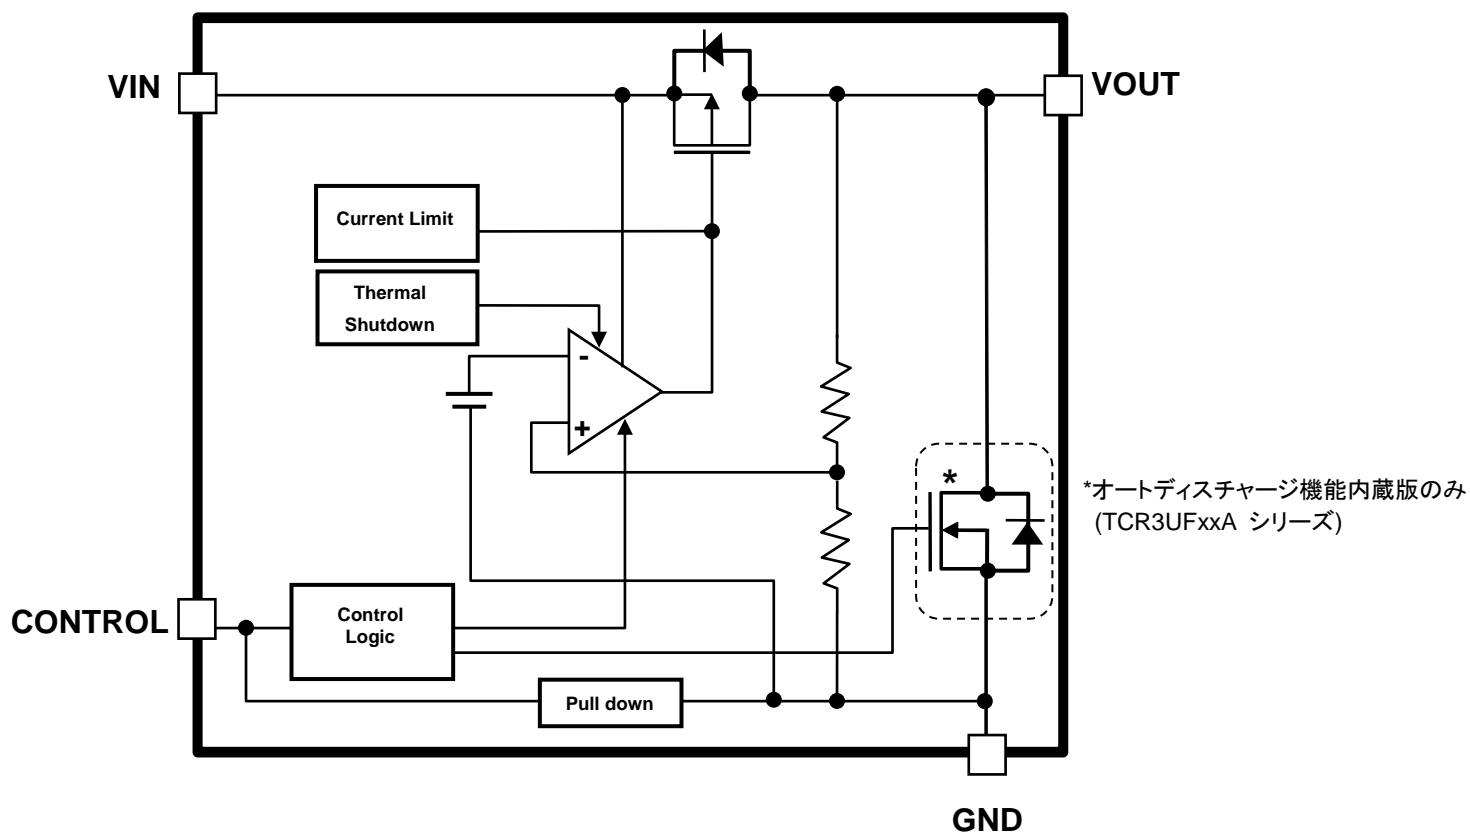 VIN
VOUT
Current Limit
Thermal
Shutdown
-
+
*
*オートディスチャージ機能内蔵版のみ
(TCR3UFxxA シリーズ)
CONTROL
Control
Logic
Pull down
GND